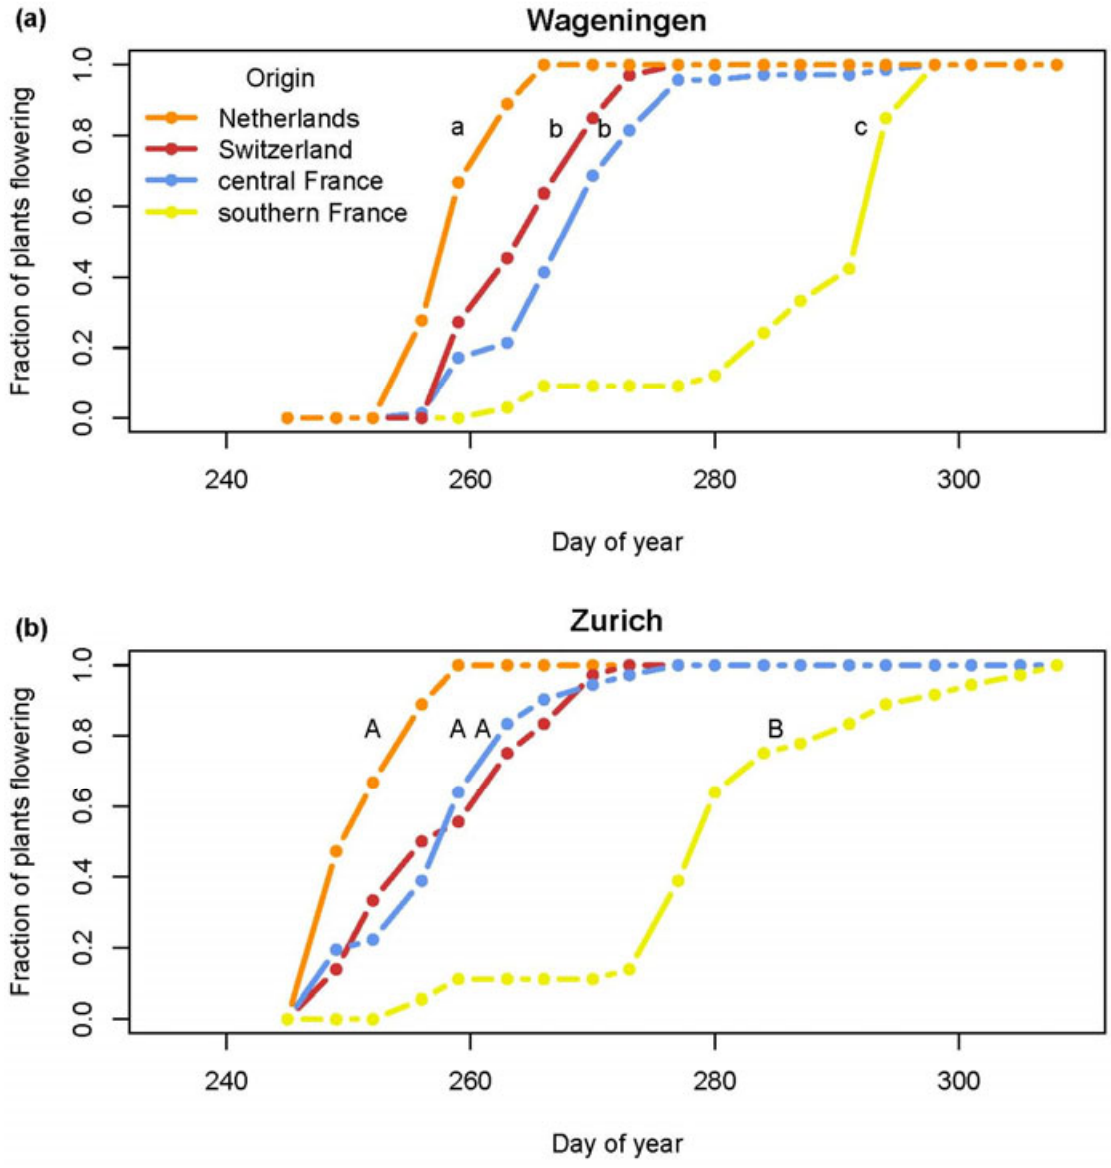 (a)
Wageningen
Fraction of plants flowering
0.0 0.2 0.4 0.6 0.8 1.0
Origin
Netherlands
Switzerland
central France
southern France
a
b
b
c
240 260 280 300
Day of year
(b)
Zurich
Fraction of plants flowering
0.0 0.2 0.4 0.6 0.8 1.0
A
A
A
B
240 260 280 300
Day of year